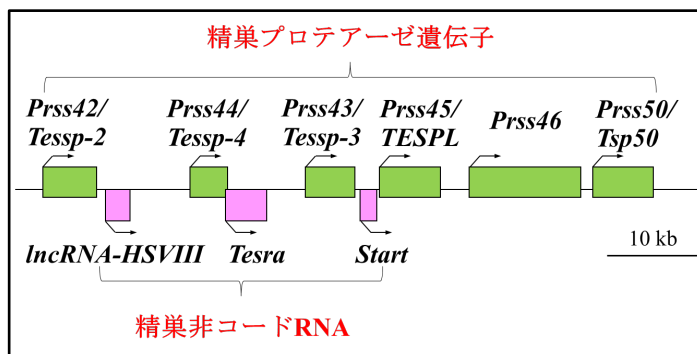 精巣プロテアーゼ遺伝子
Prss42/
Tessp-2
Prss44/
Tessp-4
Prss43/
Tessp-3
Prss45/
TESPL
Prss46
Prss50/
Tsp50
lncRNA-HSVIII
Tesra
Start
10 kb
精巣非コードRNA